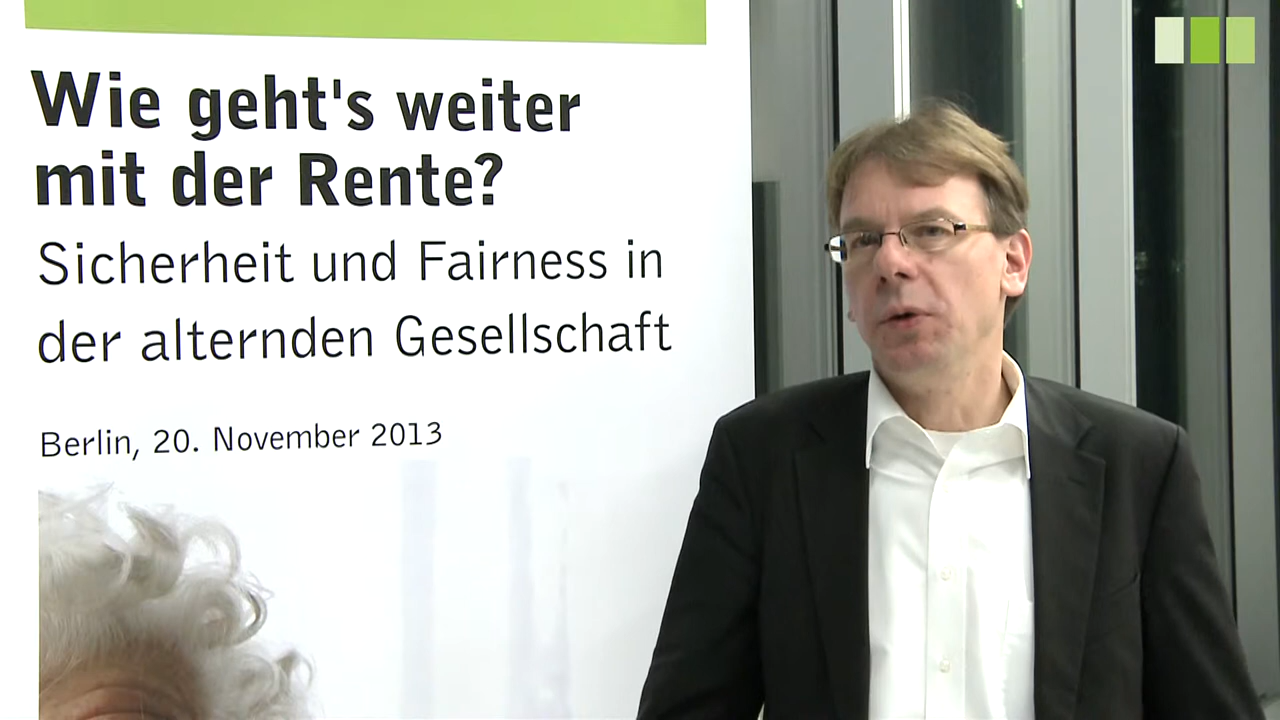 Wie geht's weiter
mit der Rente?
Sicherheit und Fairness in
der alternden Gesellschaft
Berlin, 20. November 2013